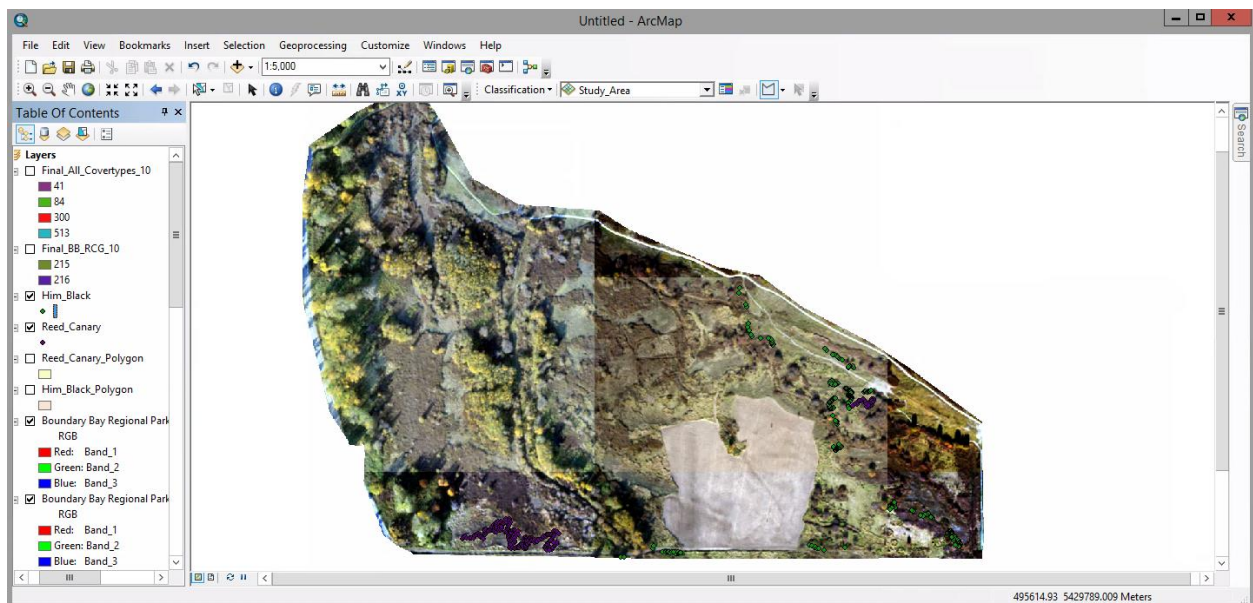 Untitled - ArcMap
File Edit View Bookmarks Insert Selection Geoprocessing Customize Windows Help
1:5,000
Classification Study_Area
Table Of Contents
Layers
Final_All_Covertypes_10
41
84
300
513
Final_BB_RCG_10
215
216
Him_Black
Reed_Canary
Reed_Canary_Polygon
Him_Black_Polygon
Boundary Bay Regional Park
RGB
Red: Band_1
Green: Band_2
Blue: Band_3
Boundary Bay Regional Park
RGB
Red: Band_1
Green: Band_2
Blue: Band_3
Search
495614.93 5429789.009 Meters